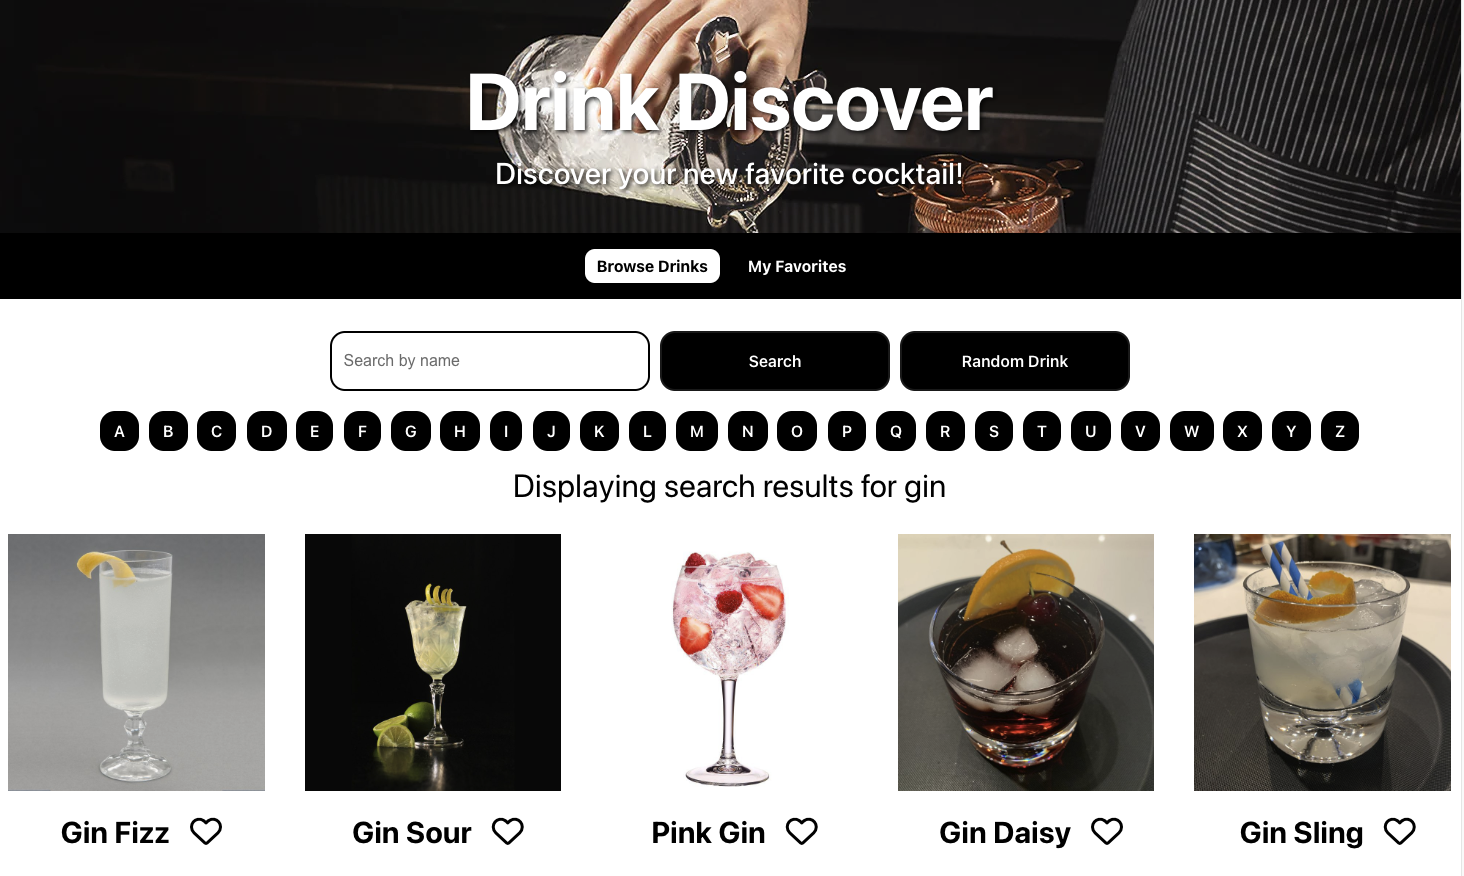 Drink Discover
Discover your new favorite cocktail!
Browse Drinks My Favorites
Search by name Search Random Drink
A B C D E F G H I J K L M N O P Q R S T U V W X Y Z
Displaying search results for gin
Gin Fizz Gin Sour Pink Gin Gin Daisy Gin Sling